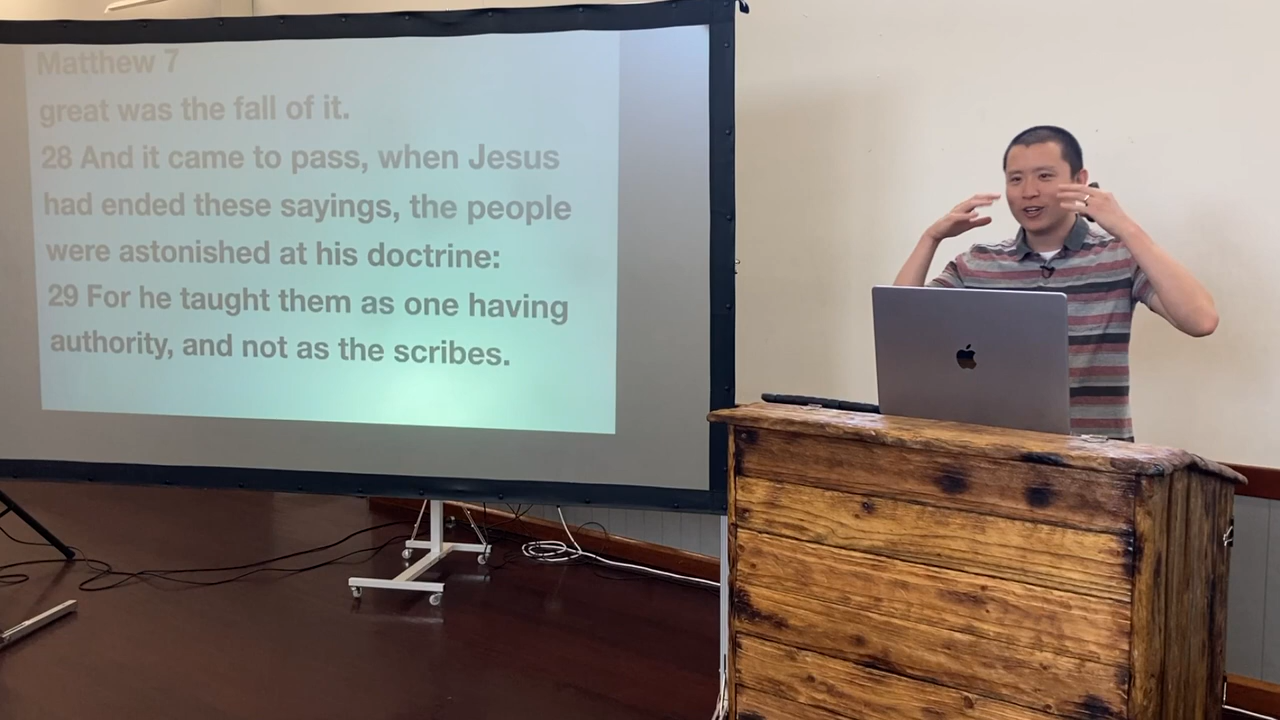 Matthew 7
great was the fall of it.
28 And it came to pass, when Jesus
had ended these sayings, the people
were astonished at his doctrine:
29 For he taught them as one having
authority, and not as the scribes.